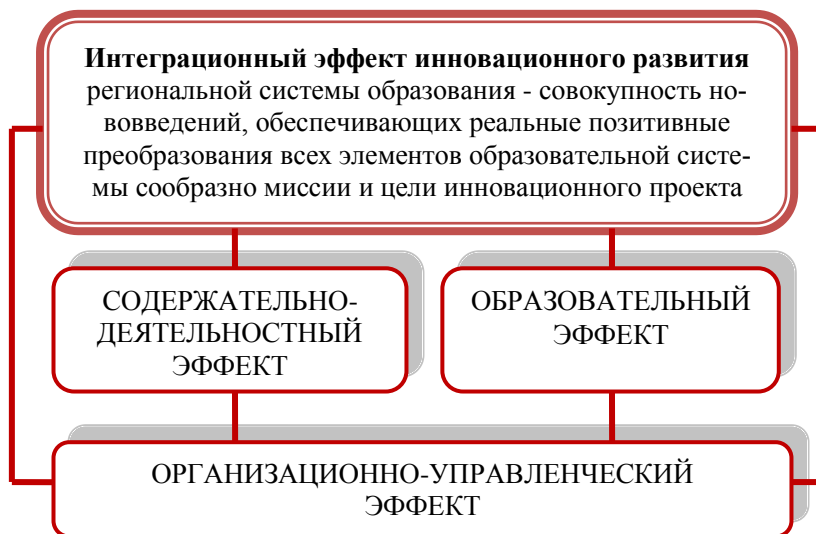 Интеграционный эффект инновационного развития
региональной системы образования - совокупность но-
вовведений, обеспечивающих реальные позитивные
преобразования всех элементов образовательной систе-
мы сообразно миссии и цели инновационного проекта
СОДЕРЖАТЕЛЬНО-
ДЕЯТЕЛЬНОСТНЫЙ
ЭФФЕКТ
ОБРАЗОВАТЕЛЬНЫЙ
ЭФФЕКТ
ОРГАНИЗАЦИОННО-УПРАВЛЕНЧЕСКИЙ
ЭФФЕКТ